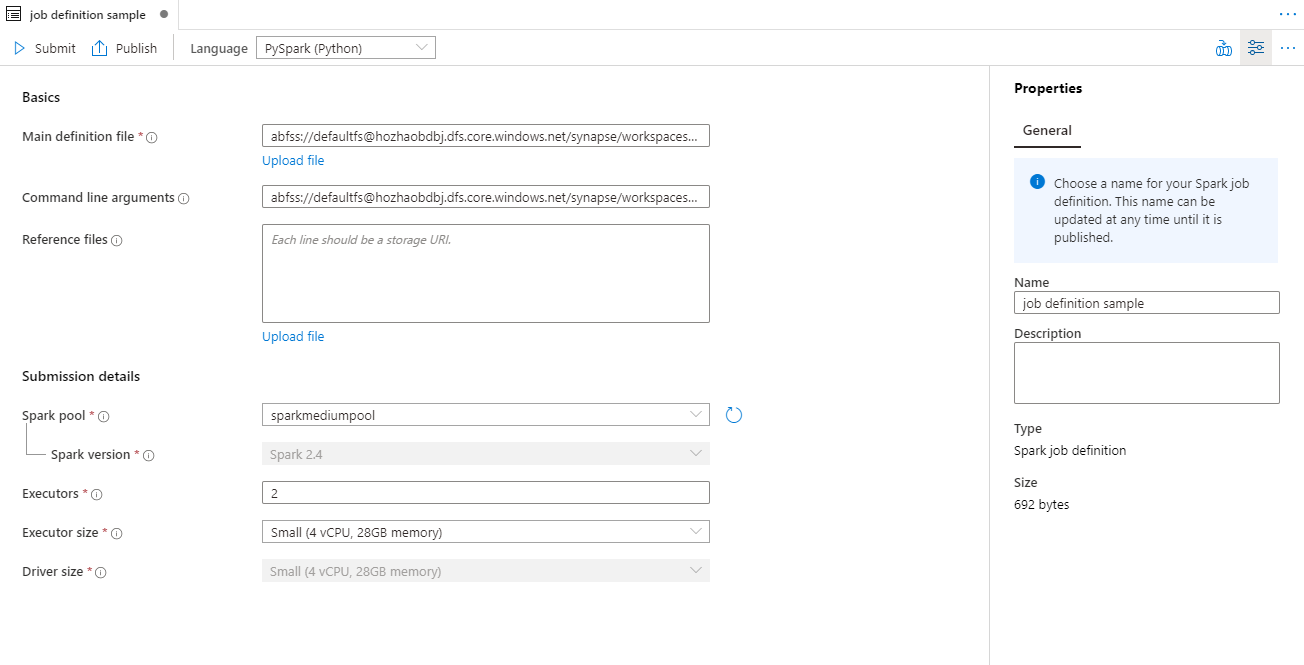 job definition sample
Submit Publish Language PySpark (Python)
Basics
Main definition file * abfss://defaultfs@hozhaobdbj.dfs.core.windows.net/synapse/workspaces...
Upload file
Command line arguments abfss://defaultfs@hozhaobdbj.dfs.core.windows.net/synapse/workspaces...
Reference files Each line should be a storage URI.
Upload file
Submission details
Spark pool * sparkmediumpool
Spark version * Spark 2.4
Executors * 2
Executor size * Small (4 vCPU, 28GB memory)
Driver size * Small (4 vCPU, 28GB memory)
Properties
General
Choose a name for your Spark job
definition. This name can be
updated at any time until it is
published.
Name
job definition sample
Description
Type
Spark job definition
Size
692 bytes